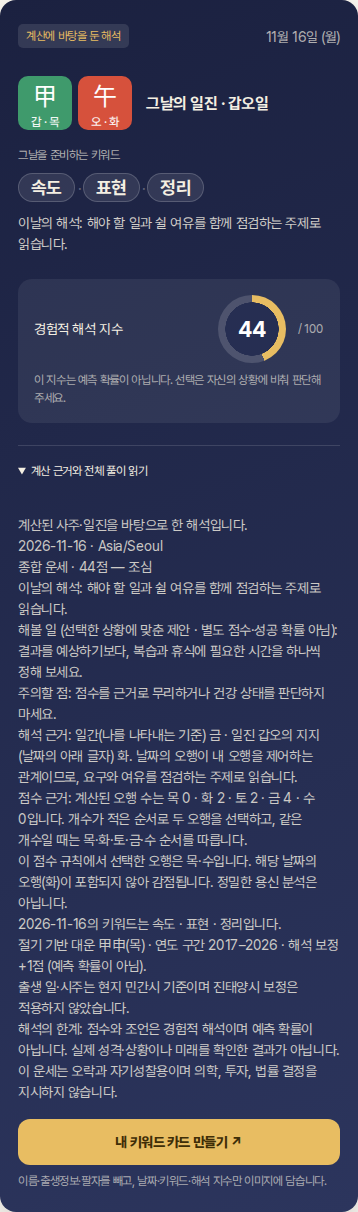 계산에 바탕을 둔 해석
11월 16일 (월)
甲
갑·목
午
오·화
그날의 일진 · 갑오일
그날을 준비하는 키워드
속도 · 표현 · 정리
이날의 해석: 해야 할 일과 쉴 여유를 함께 점검하는 주제로
읽습니다.
경험적 해석 지수
44
/ 100
이 지수는 예측 확률이 아닙니다. 선택은 자신의 상황에 비춰 판단해
주세요.
▼ 계산 근거와 전체 풀이 읽기
계산된 사주·일진을 바탕으로 한 해석입니다.
2026-11-16 · Asia/Seoul
종합 운세 · 44점 — 조심
이날의 해석: 해야 할 일과 쉴 여유를 함께 점검하는 주제로
읽습니다.
해볼 일 (선택한 상황에 맞춘 제안 · 별도 점수·성공 확률 아님):
결과를 예상하기보다, 복습과 휴식에 필요한 시간을 하나씩
정해 보세요.
주의할 점: 점수를 근거로 무리하거나 건강 상태를 판단하지
마세요.
해석 근거: 일간(나를 나타내는 기준) 금 · 일진 갑오의 지지
(날짜의 아래 글자) 화. 날짜의 오행이 내 오행을 제어하는
관계이므로, 요구와 여유를 점검하는 주제로 읽습니다.
점수 근거: 계산된 오행 수는 목 0 · 화 2 · 토 2 · 금 4 · 수
0입니다. 개수가 적은 순서로 두 오행을 선택하고, 같은
개수일 때는 목·화·토·금·수 순서를 따릅니다.
이 점수 규칙에서 선택한 오행은 목·수입니다. 해당 날짜의
오행(화)이 포함되지 않아 감점됩니다. 정밀한 용신 분석은
아닙니다.
2026-11-16의 키워드는 속도 · 표현 · 정리입니다.
절기 기반 대운 甲申(목) · 연도 구간 2017–2026 · 해석 보정
+1점 (예측 확률이 아님).
출생 일·시주는 현지 민간시 기준이며 진태양시 보정은
적용하지 않았습니다.
해석의 한계: 점수와 조언은 경험적 해석이며 예측 확률이
아닙니다. 실제 성격·상황이나 미래를 확인한 결과가 아닙니다.
이 운세는 오락과 자기성찰용이며 의학, 투자, 법률 결정을
지시하지 않습니다.
내 키워드 카드 만들기 ↗
이름·출생정보·팔자를 빼고, 날짜·키워드·해석 지수만 이미지에 담습니다.